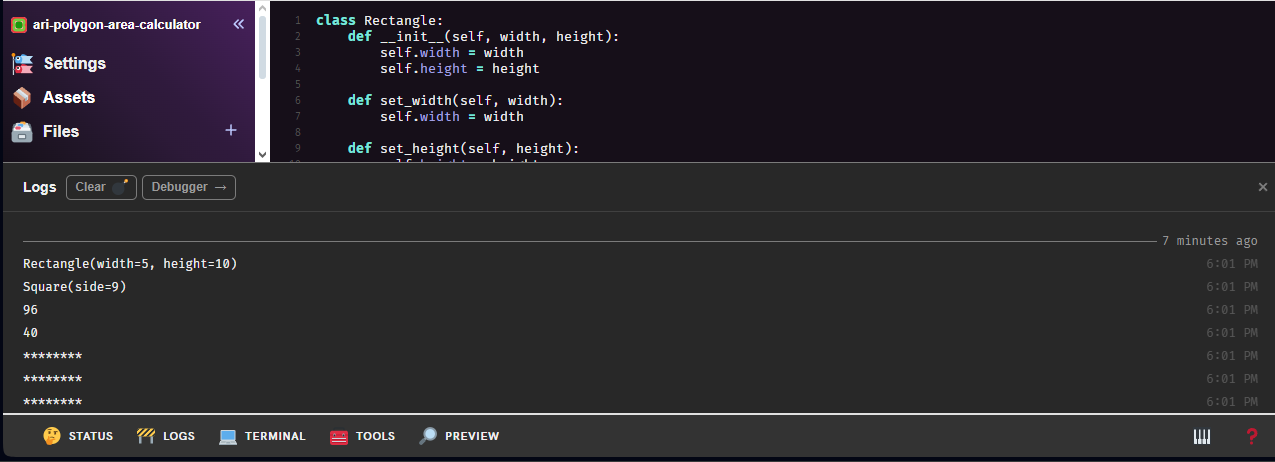 ari-polygon-area-calculator «
Settings
Assets
Files +
1 class Rectangle:
2     def __init__(self, width, height):
3         self.width = width
4         self.height = height
5
6     def set_width(self, width):
7         self.width = width
8
9     def set_height(self, height):
Logs Clear Debugger → ×
7 minutes ago
Rectangle(width=5, height=10) 6:01 PM
Square(side=9) 6:01 PM
96 6:01 PM
40 6:01 PM
******** 6:01 PM
******** 6:01 PM
******** 6:01 PM
STATUS LOGS TERMINAL TOOLS PREVIEW ?